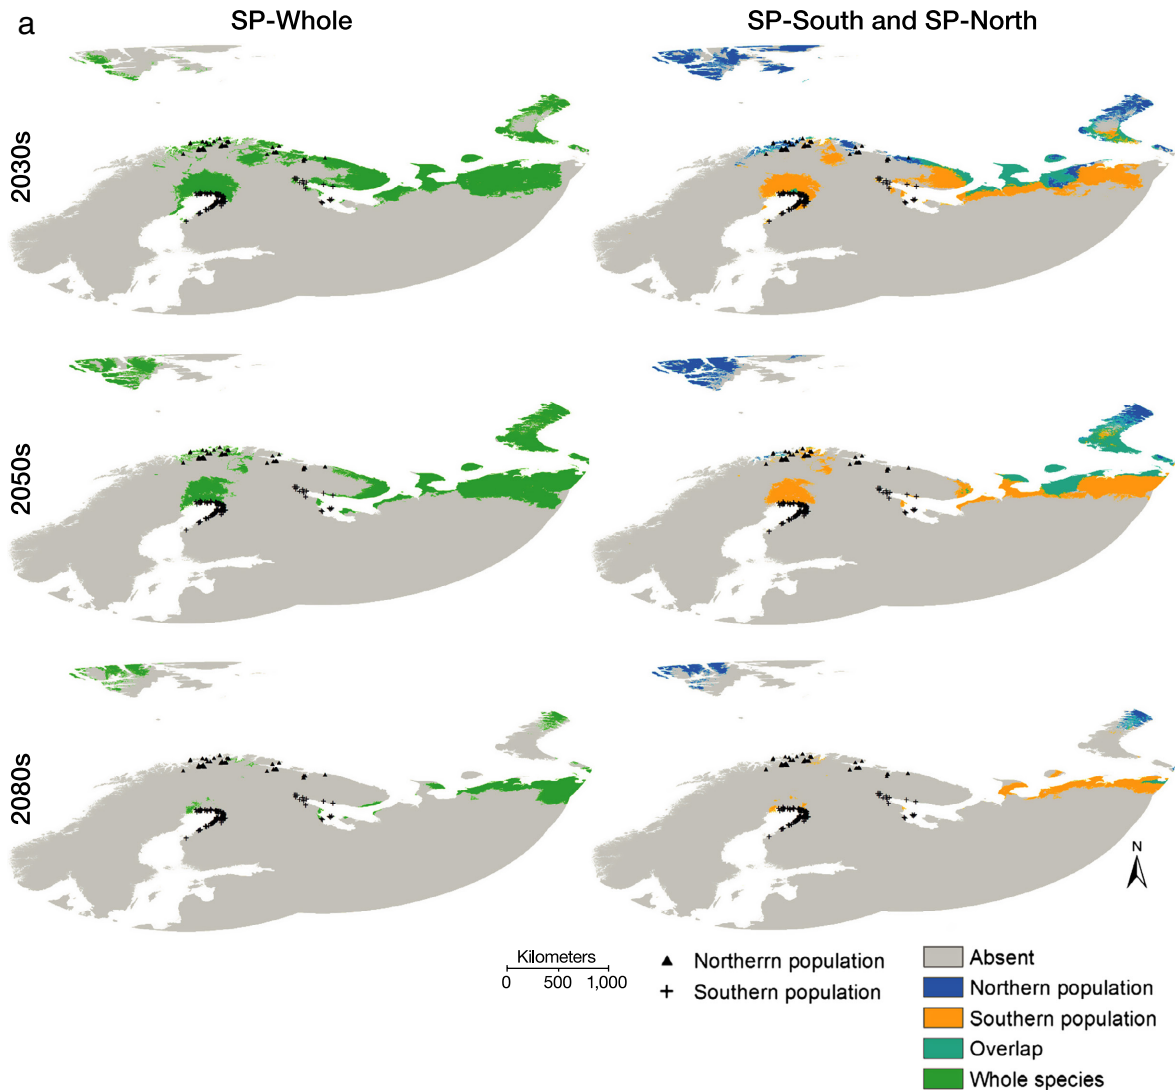 a
SP-Whole
SP-South and SP-North
2030s
2050s
2080s
N
Kilometers
0 500 1,000
Northerrn population
Southern population
Absent
Northern population
Southern population
Overlap
Whole species